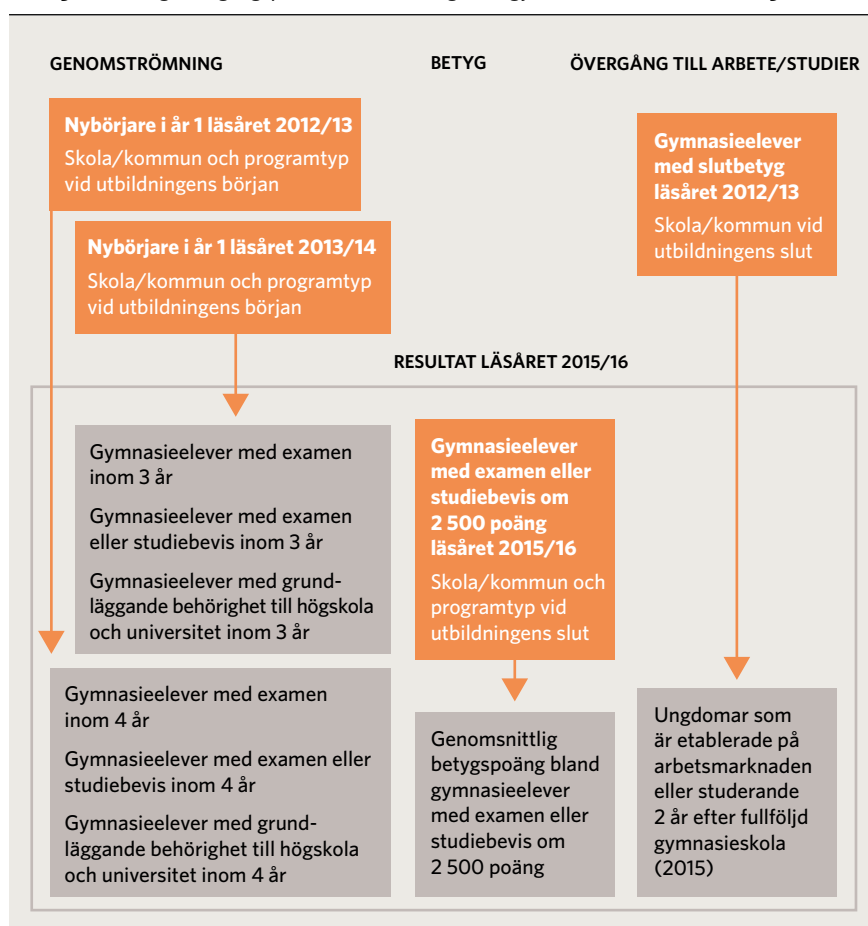 GENOMSTRÖMNING
BETYG
ÖVERGÅNG TILL ARBETE/STUDIER
Nybörjare i år 1 läsåret 2012/13
Skola/kommun och programtyp
vid utbildningens början
Nybörjare i år 1 läsåret 2013/14
Skola/kommun och programtyp
vid utbildningens början
Gymnasieelever
med slutbetyg
läsåret 2012/13
Skola/kommun vid
utbildningens slut
RESULTAT LÄSÅRET 2015/16
Gymnasieelever med examen
inom 3 år
Gymnasieelever med examen
eller studiebevis inom 3 år
Gymnasieelever med grund-
läggande behörighet till högskola
och universitet inom 3 år
Gymnasieelever med examen
inom 4 år
Gymnasieelever med examen eller
studiebevis inom 4 år
Gymnasieelever med grund-
läggande behörighet till högskola
och universitet inom 4 år
Gymnasieelever
med examen eller
studiebevis om
2 500 poäng
läsåret 2015/16
Skola/kommun och
programtyp vid
utbildningens slut
Genomsnittlig
betygspoäng bland
gymnasieelever
med examen eller
studiebevis om
2 500 poäng
Ungdomar som
är etablerade på
arbetsmarknaden
eller studerande
2 år efter fullföljd
gymnasieskola
(2015)